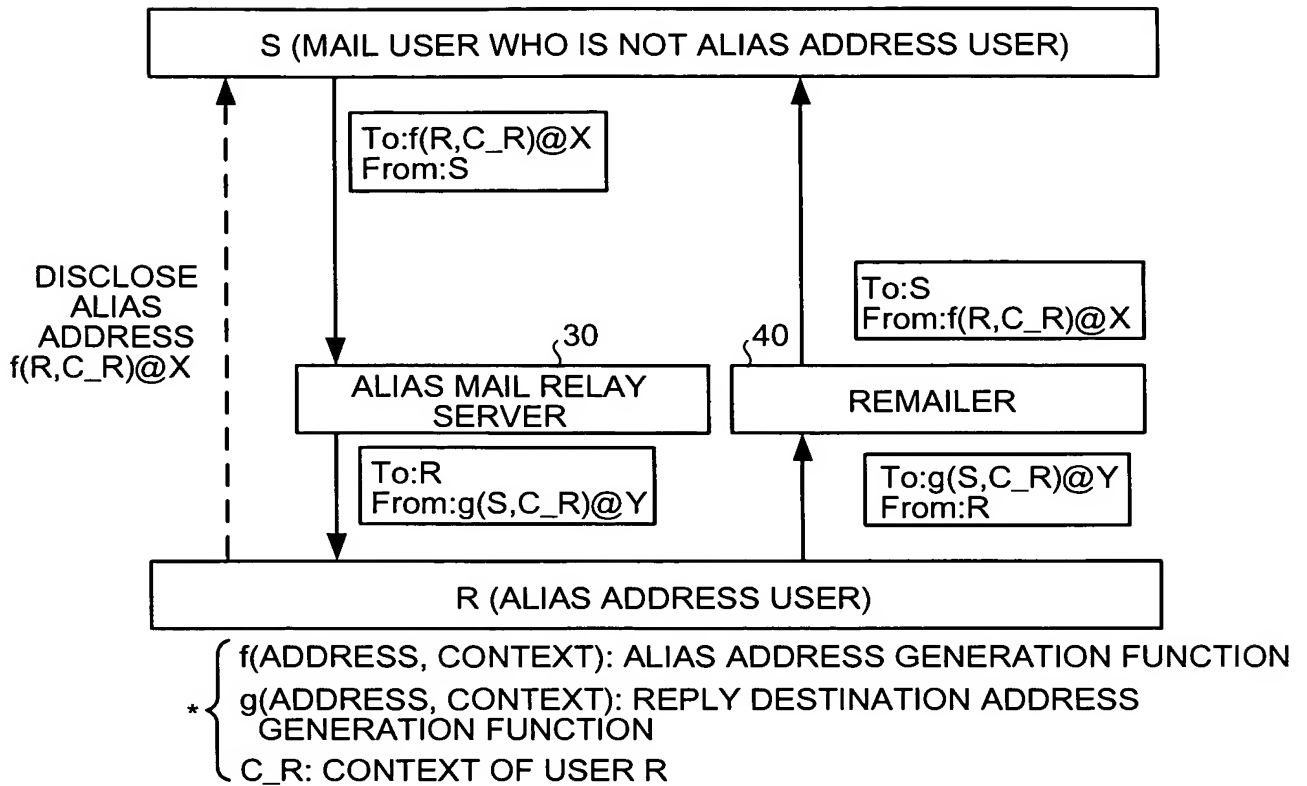 S (MAIL USER WHO IS NOT ALIAS ADDRESS USER)
To:f(R,C_R)@X
From:S
DISCLOSE
ALIAS
ADDRESS
f(R,C_R)@X
To:S
From:f(R,C_R)@X
30
40
ALIAS MAIL RELAY
SERVER
REMAILER
To:R
From:g(S,C_R)@Y
To:g(S,C_R)@Y
From:R
R (ALIAS ADDRESS USER)
*
f(ADDRESS, CONTEXT): ALIAS ADDRESS GENERATION FUNCTION
g(ADDRESS, CONTEXT): REPLY DESTINATION ADDRESS
GENERATION FUNCTION
C_R: CONTEXT OF USER R